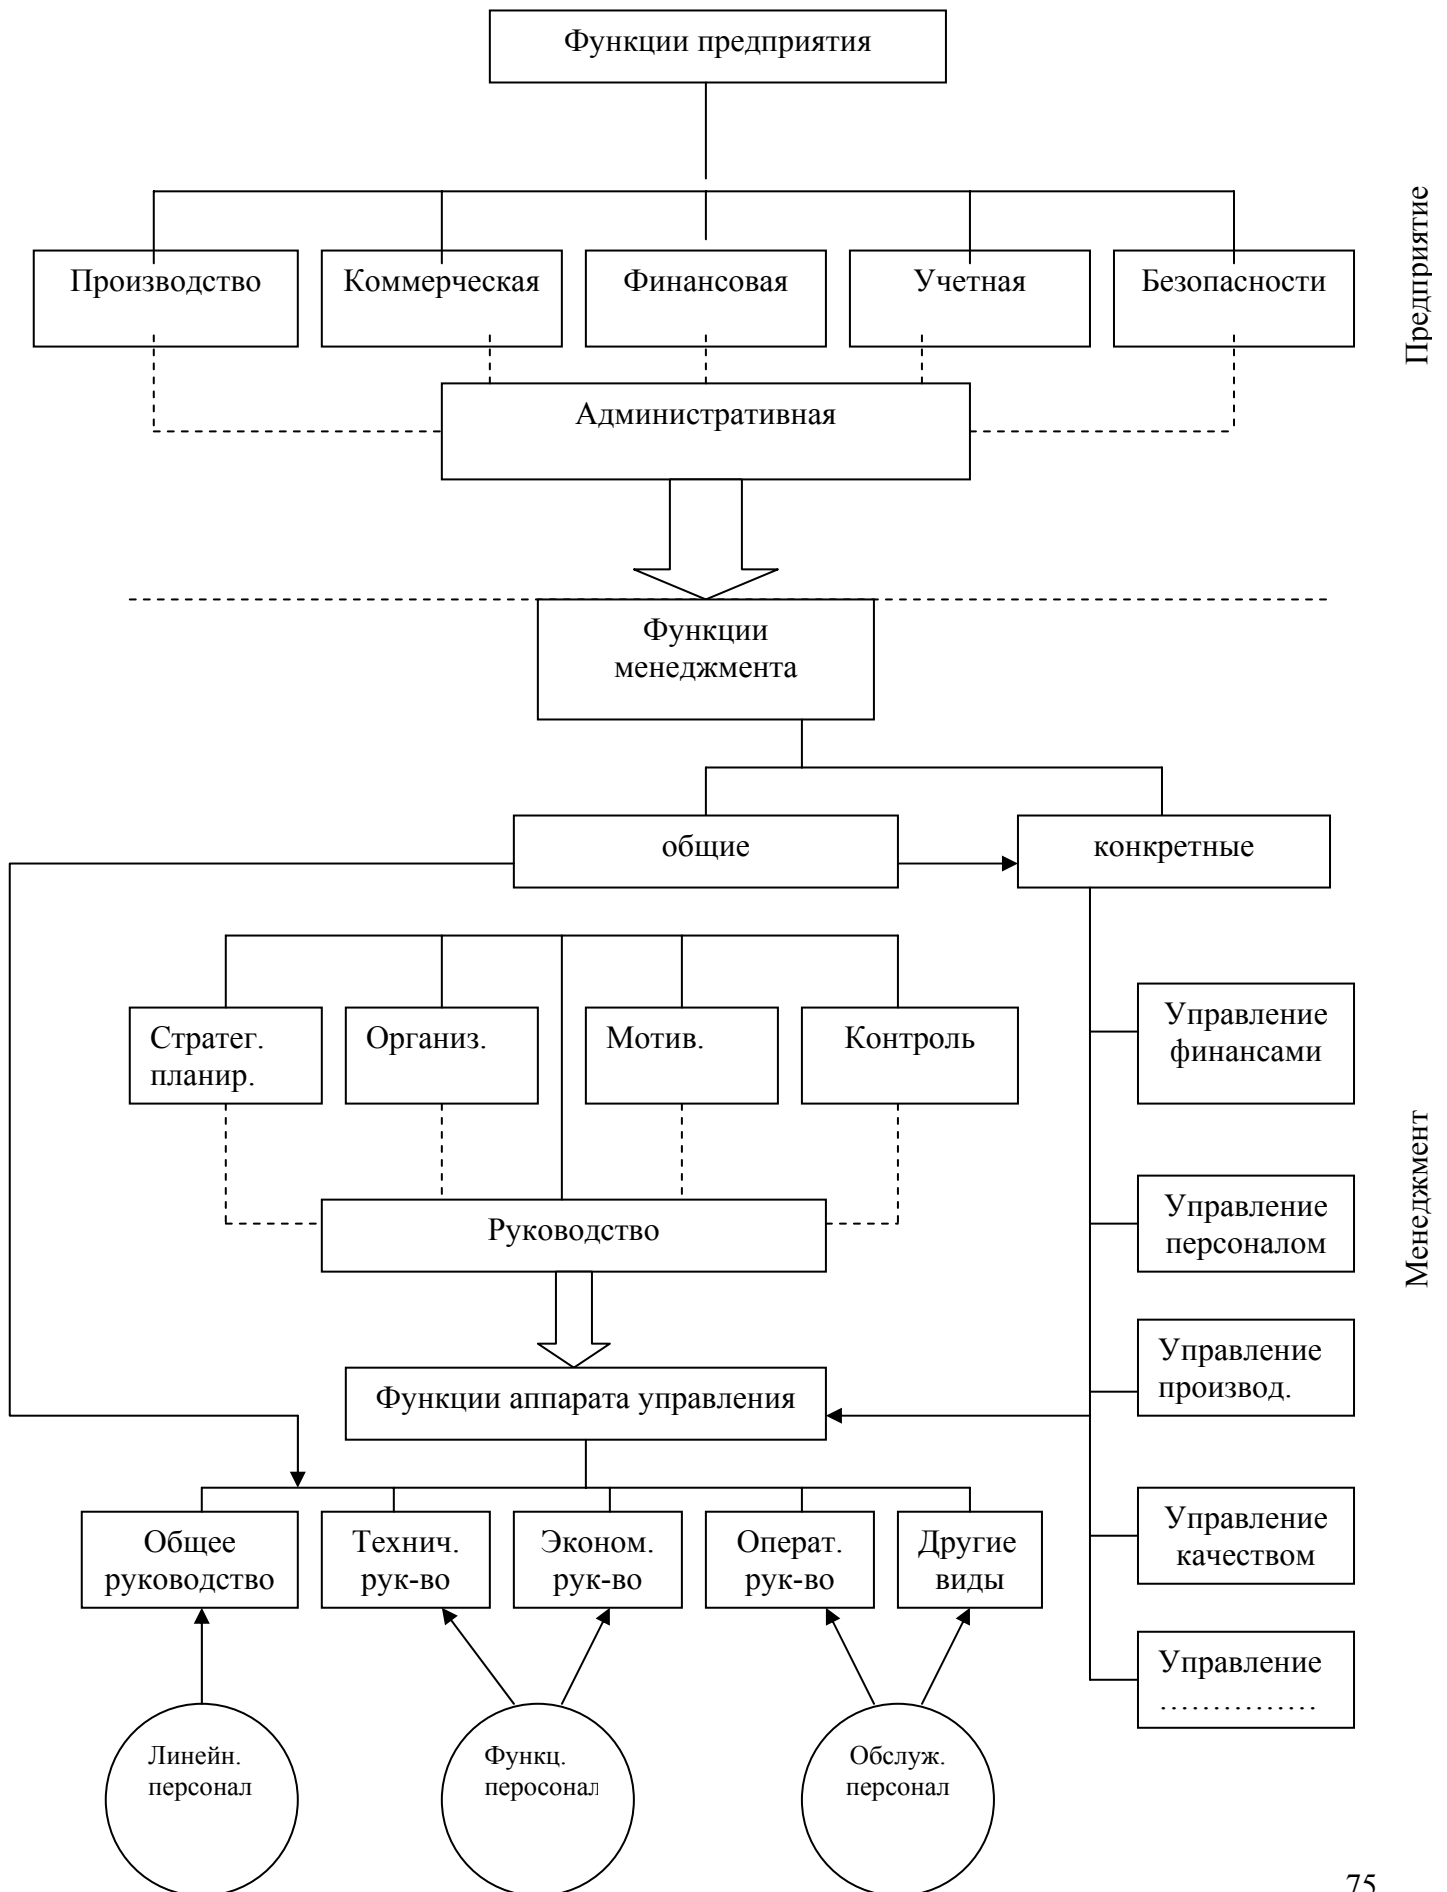 Функции предприятия
Предприятие
Производство
Коммерческая
Финансовая
Учетная
Безопасности
Административная
Функции
менеджмента
общие
конкретные
Стратег.
планир.
Организ.
Мотив.
Контроль
Управление
финансами
Менеджмент
Управление
персоналом
Руководство
Управление
производ.
Функции аппарата управления
Общее
руководство
Технич.
рук-во
Эконом.
рук-во
Операт.
рук-во
Другие
виды
Управление
качеством
Управление
……………
Линейн.
персонал
Функц.
перосонал
Обслуж.
персонал
75